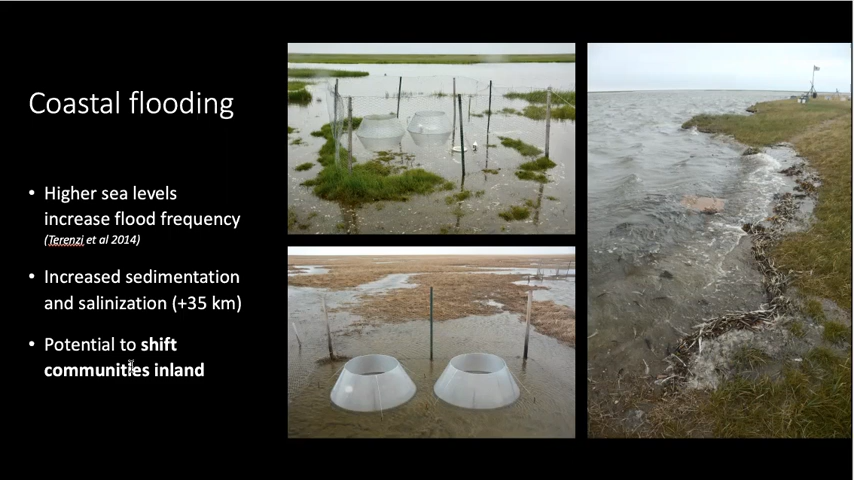 Coastal flooding
• Higher sea levels
increase flood frequency
(Terenzi et al 2014)
• Increased sedimentation
and salinization (+35 km)
• Potential to shift
communities inland